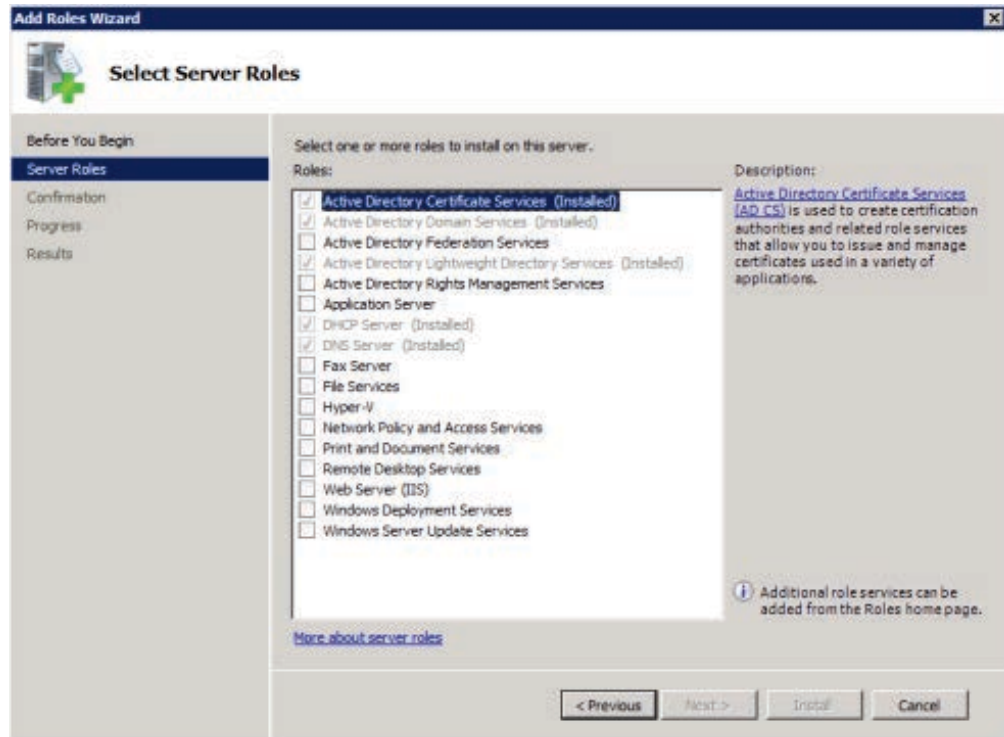 Add Roles Wizard
Select Server Roles
Before You Begin
Server Roles
Confirmation
Progress
Results
Select one or more roles to install on this server.
Roles:
Active Directory Certificate Services (Installed)
Active Directory Domain Services (Installed)
Active Directory Federation Services
Active Directory Lightweight Directory Services (Installed)
Active Directory Rights Management Services
Application Server
DHCP Server (Installed)
DNS Server (Installed)
Fax Server
File Services
Hyper-V
Network Policy and Access Services
Print and Document Services
Remote Desktop Services
Web Server (IIS)
Windows Deployment Services
Windows Server Update Services
More about server roles
Description:
Active Directory Certificate Services
(AD CS) is used to create certification
authorities and related role services
that allow you to issue and manage
certificates used in a variety of
applications.
Additional role services can be
added from the Roles home page.
< Previous
Next >
Install
Cancel